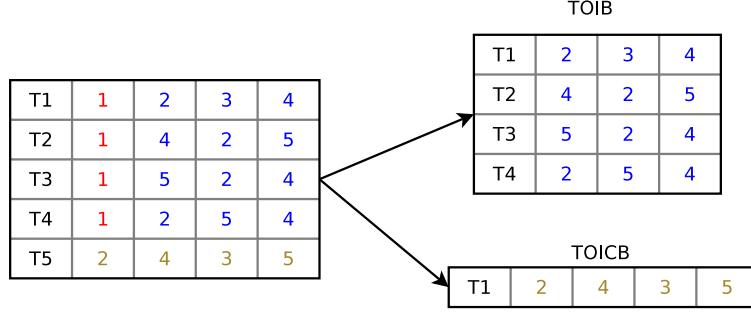 T1 1 2 3 4
T2 1 4 2 5
T3 1 5 2 4
T4 1 2 5 4
T5 2 4 3 5
TOIB
T1 2 3 4
T2 4 2 5
T3 5 2 4
T4 2 5 4
TOICB
T1 2 4 3 5